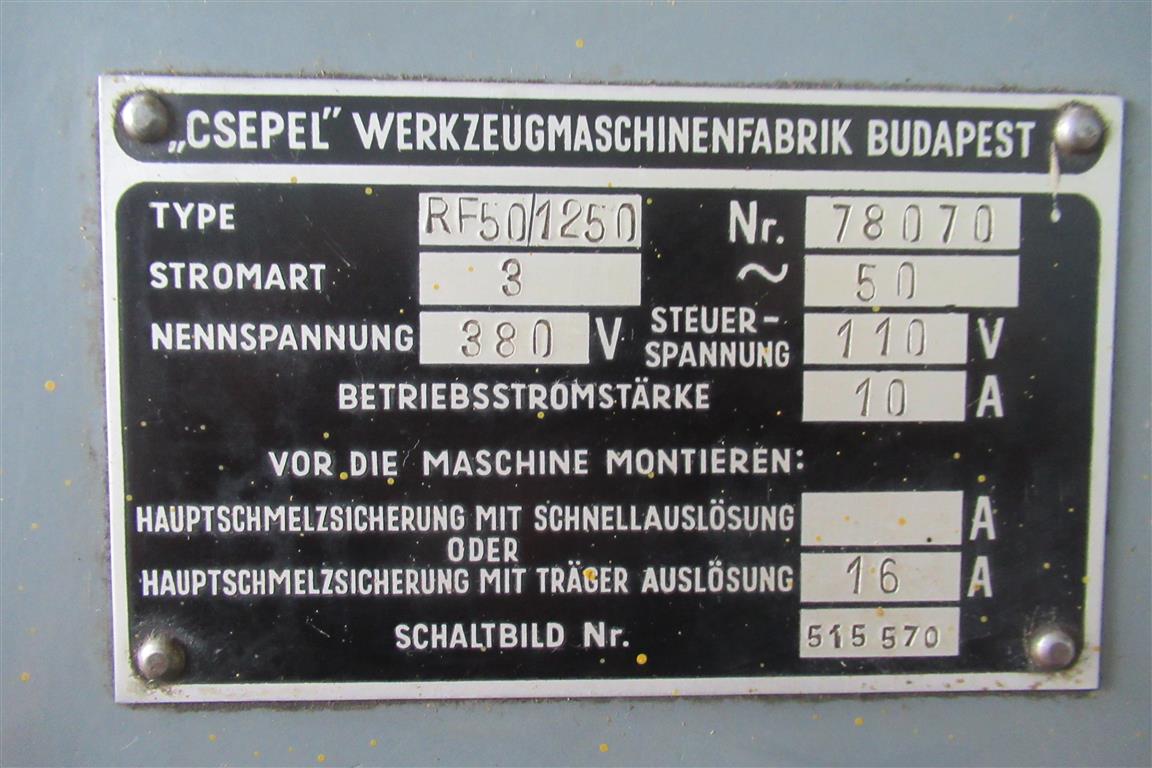 „CSEPEL" WERKZEUGMASCHINENFABRIK BUDAPEST
TYPE RF50/1250 Nr. 78070
STROMART 3 ~ 50
NENNSPANNUNG 380 V STEUER-SPANNUNG 110 V
BETRIEBSSTROMSTÄRKE 10 A
VOR DIE MASCHINE MONTIEREN:
HAUPTSCHMELZSICHERUNG MIT SCHNELLAUSLÖSUNG A
ODER
HAUPTSCHMELZSICHERUNG MIT TRÄGER AUSLÖSUNG 16 A
SCHALTBILD Nr. 515 570